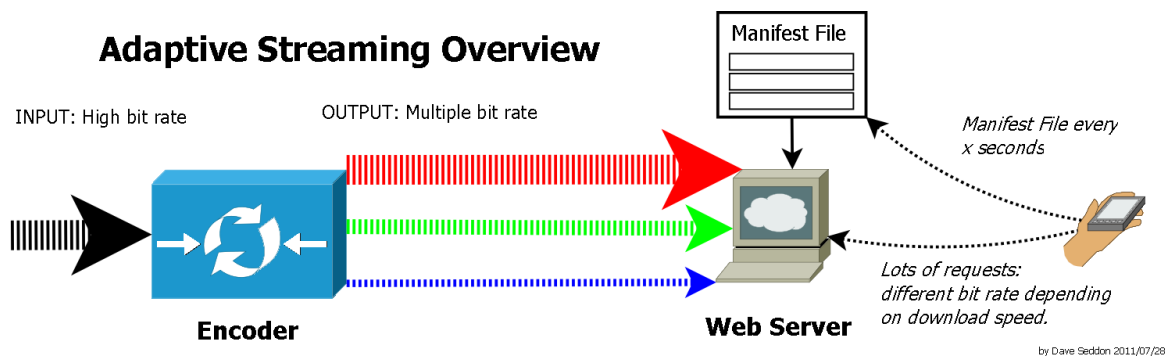 Adaptive Streaming Overview
Manifest File
INPUT: High bit rate
OUTPUT: Multiple bit rate
Manifest File every
x seconds
Lots of requests:
different bit rate depending
on download speed.
Encoder
Web Server
by Dave Seddon 2011/07/28